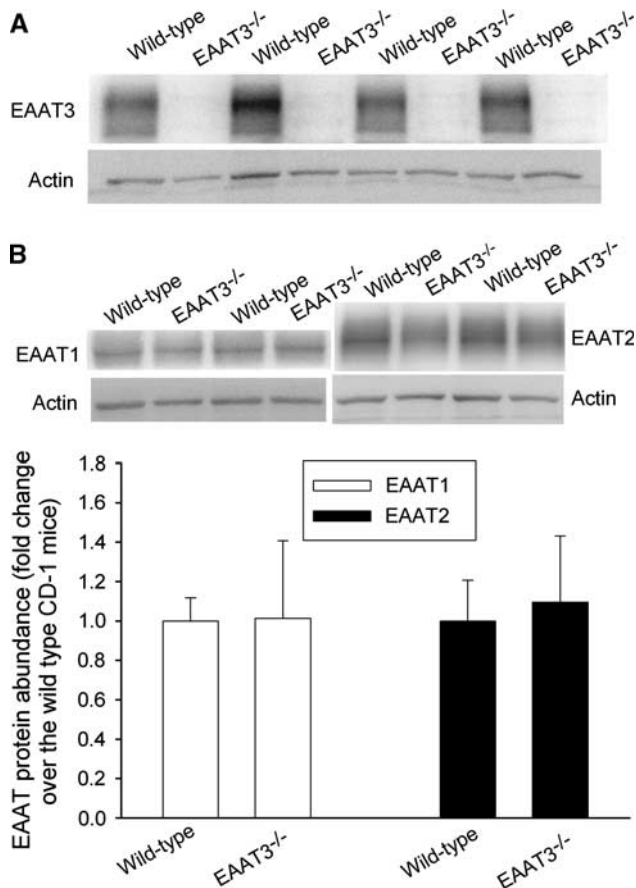 A
Wild-type EAAT3-/- Wild-type EAAT3-/- Wild-type EAAT3-/- Wild-type EAAT3-/-
EAAT3
Actin
B
Wild-type EAAT3-/- Wild-type EAAT3-/- Wild-type EAAT3-/- Wild-type EAAT3-/-
EAAT1
EAAT2
Actin
Actin
EAAT protein abundance (fold change
over the wild type CD-1 mice)
1.8
1.6
1.4
1.2
1.0
0.8
0.6
0.4
0.2
0.0
EAAT1
EAAT2
Wild-type EAAT3-/- Wild-type EAAT3-/-